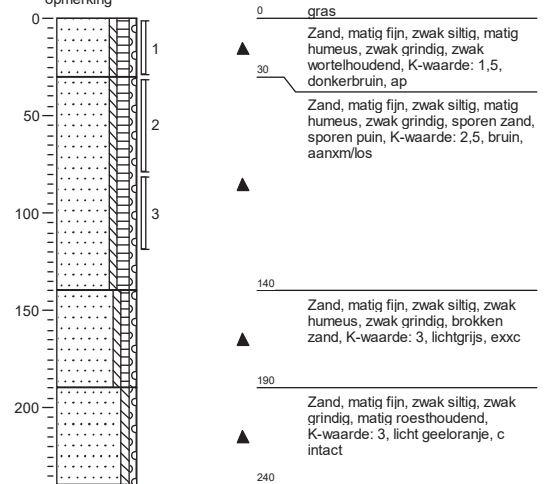 opmerking
0
50
100
150
200
1
2
3
0 gras
Zand, matig fijn, zwak siltig, matig
humeus, zwak grindig, zwak
wortelhoudend, K-waarde: 1,5,
donkerbruin, ap
30
Zand, matig fijn, zwak siltig, matig
humeus, zwak grindig, sporen zand,
sporen puin, K-waarde: 2,5, bruin,
aanxm/los
140
Zand, matig fijn, zwak siltig, zwak
humeus, zwak grindig, brokken
zand, K-waarde: 3, lichtgrijs, exxc
190
Zand, matig fijn, zwak siltig, zwak
grindig, matig roesthoudend,
K-waarde: 3, licht geeloranje, c
intact
240